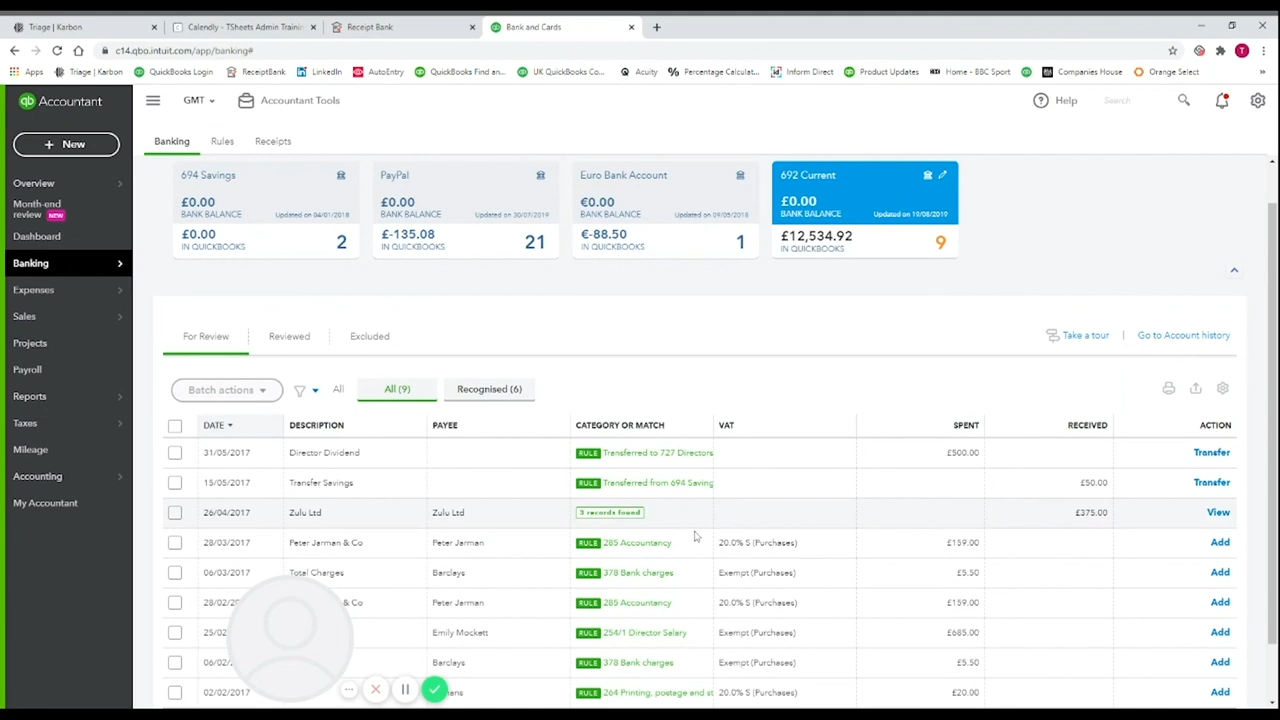 Triage | Karbon
Calendly - TSheets Admin Trainin
Receipt Bank
Bank and Cards
c14.qbo.intuit.com/app/banking#
T
Apps
Triage | Karbon
QuickBooks Login
ReceiptBank
LinkedIn
AutoEntry
QuickBooks Find an...
UK QuickBooks Co...
Acuity
Percentage Calculat...
Inform Direct
Product Updates
Home - BBC Sport
Companies House
Orange Select
qb Accountant
GMT
Accountant Tools
Help
Search
+ New
Overview
Month-end
review NEW
Dashboard
Banking
Expenses
Sales
Projects
Payroll
Reports
Taxes
Mileage
Accounting
My Accountant
Banking
Rules
Receipts
694 Savings
£0.00
BANK BALANCE
Updated on 04/01/2018
£0.00
IN QUICKBOOKS
2
PayPal
£0.00
BANK BALANCE
Updated on 30/07/2019
£-135.08
IN QUICKBOOKS
21
Euro Bank Account
€0.00
BANK BALANCE
Updated on 09/05/2018
€-88.50
IN QUICKBOOKS
1
692 Current
£0.00
BANK BALANCE
Updated on 19/08/2019
£12,534.92
IN QUICKBOOKS
9
For Review
Reviewed
Excluded
Take a tour
Go to Account history
Batch actions
All
All (9)
Recognised (6)
DATE DESCRIPTION PAYEE CATEGORY OR MATCH VAT SPENT RECEIVED ACTION
31/05/2017 Director Dividend RULE Transferred to 727 Directors £500.00 Transfer
15/05/2017 Transfer Savings RULE Transferred from 694 Saving £50.00 Transfer
26/04/2017 Zulu Ltd Zulu Ltd 3 records found £375.00 View
28/03/2017 Peter Jarman & Co Peter Jarman RULE 285 Accountancy 20.0% S (Purchases) £159.00 Add
06/03/2017 Total Charges Barclays RULE 378 Bank charges Exempt (Purchases) £5.50 Add
28/02/20 & Co Peter Jarman RULE 285 Accountancy 20.0% S (Purchases) £159.00 Add
25/02 Emily Mockett RULE 254/1 Director Salary Exempt (Purchases) £685.00 Add
06/02/ Barclays RULE 378 Bank charges Exempt (Purchases) £5.50 Add
02/02/2017 ans RULE 264 Printing, postage and st 20.0% S (Purchases) £20.00 Add